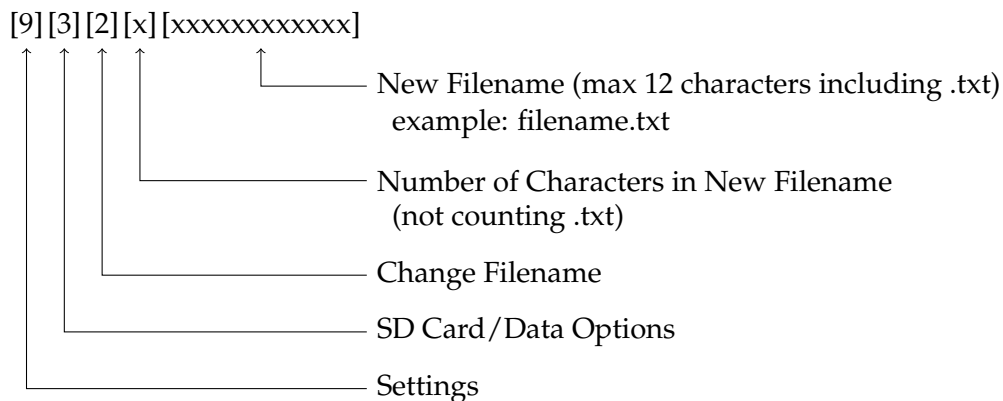 [9][3][2][x][xxxxxxxxxxxx]
New Filename (max 12 characters including .txt)
example: filename.txt
Number of Characters in New Filename
(not counting .txt)
Change Filename
SD Card/Data Options
Settings